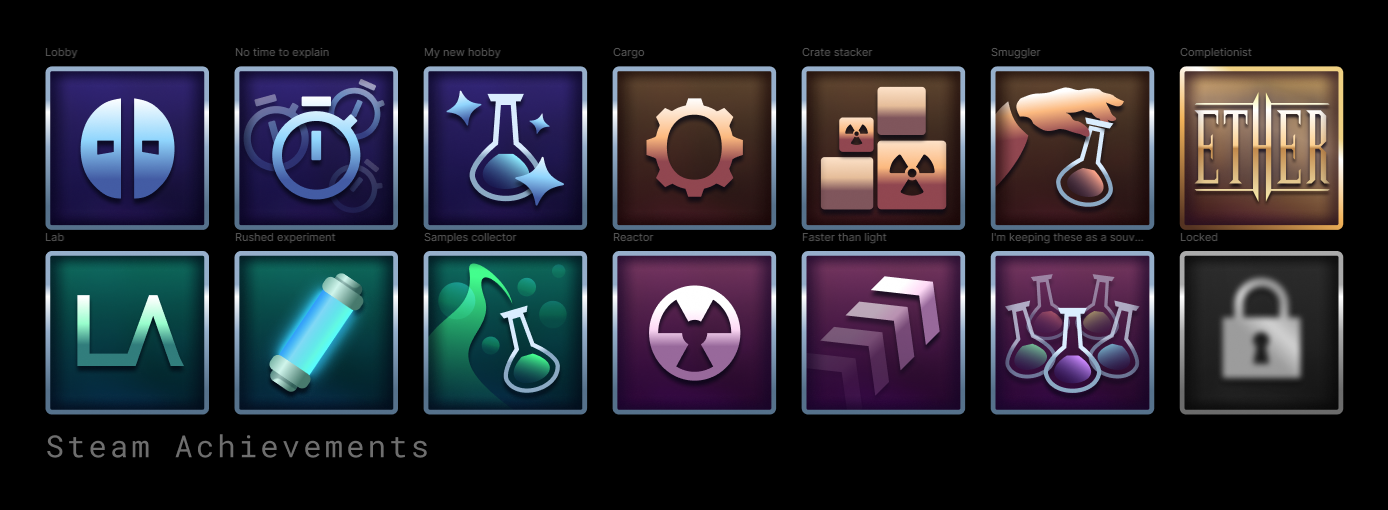 Lobby
No time to explain
My new hobby
Cargo
Crate stacker
Smuggler
Completionist
ETHER
Lab
Rushed experiment
Samples collector
Reactor
Faster than light
I'm keeping these as a souv...
Locked
LA
Steam Achievements